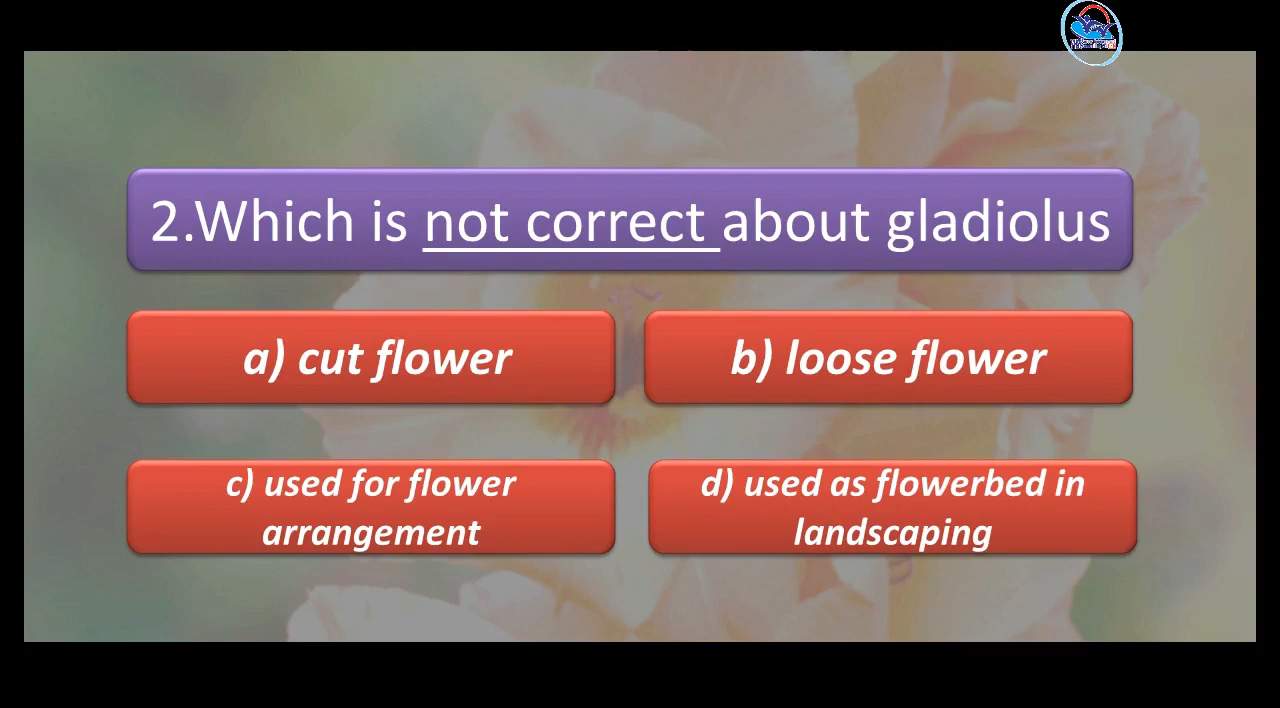 2.Which is not correct about gladiolus
a) cut flower
b) loose flower
c) used for flower
arrangement
d) used as flowerbed in
landscaping